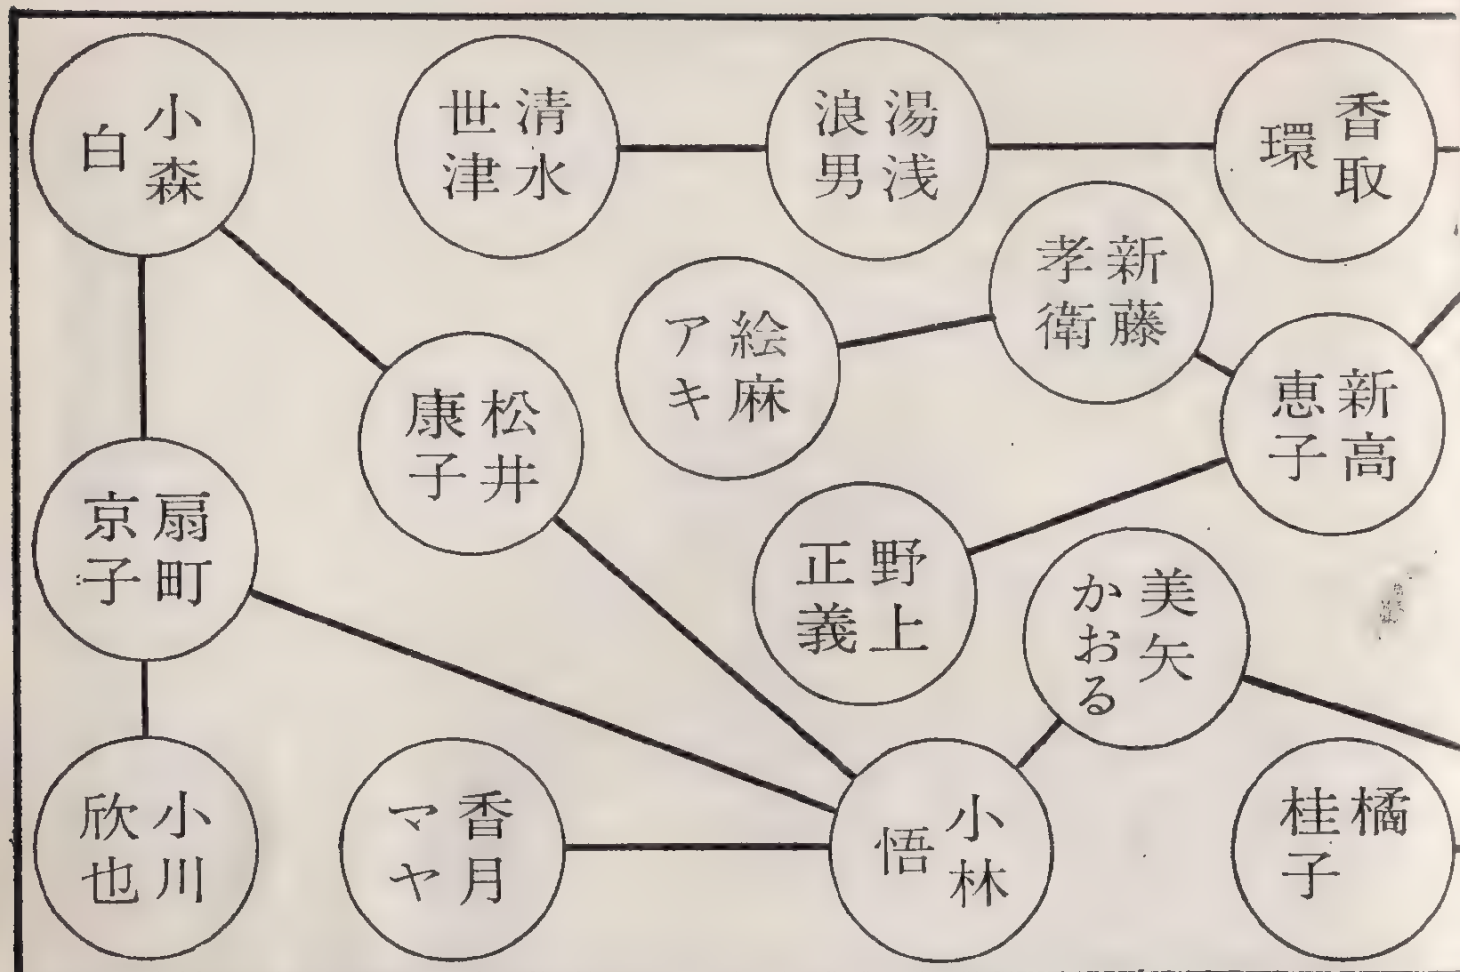 香取
環
湯浅
浪男
清水
世津
小森
白
新藤
孝衛
新高
恵子
絵麻
アキ
松井
康子
野上
正義
扇町
京子
美矢
かおる
橘
桂子
小林
悟
香月
マヤ
小川
欣也